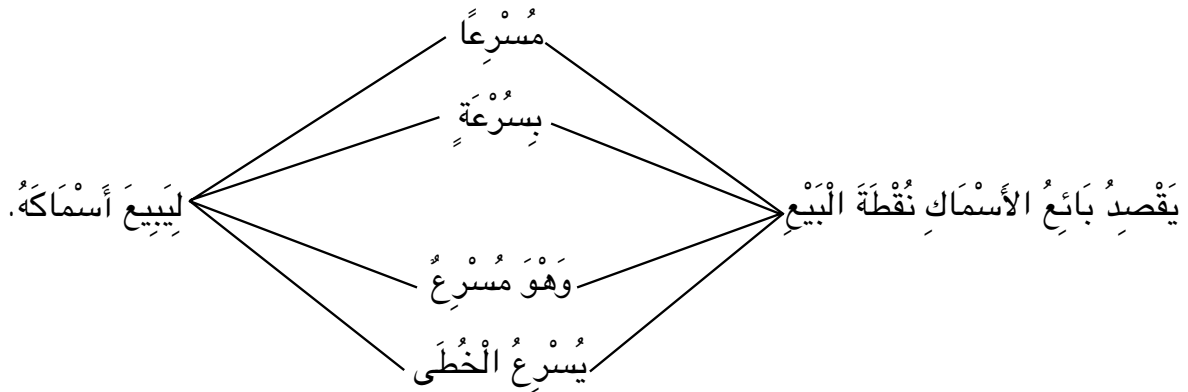 مُسْرِعًا
بِسُرْعَةٍ
يَقْصِدُ بَائِعُ الأَسْمَاكِ نُقْطَةَ الْبَيْعِ لِيَبِيعَ أَسْمَاكَهُ.
وَهْوَ مُسْرِعٌ
يُسْرِعُ الْخُطَى